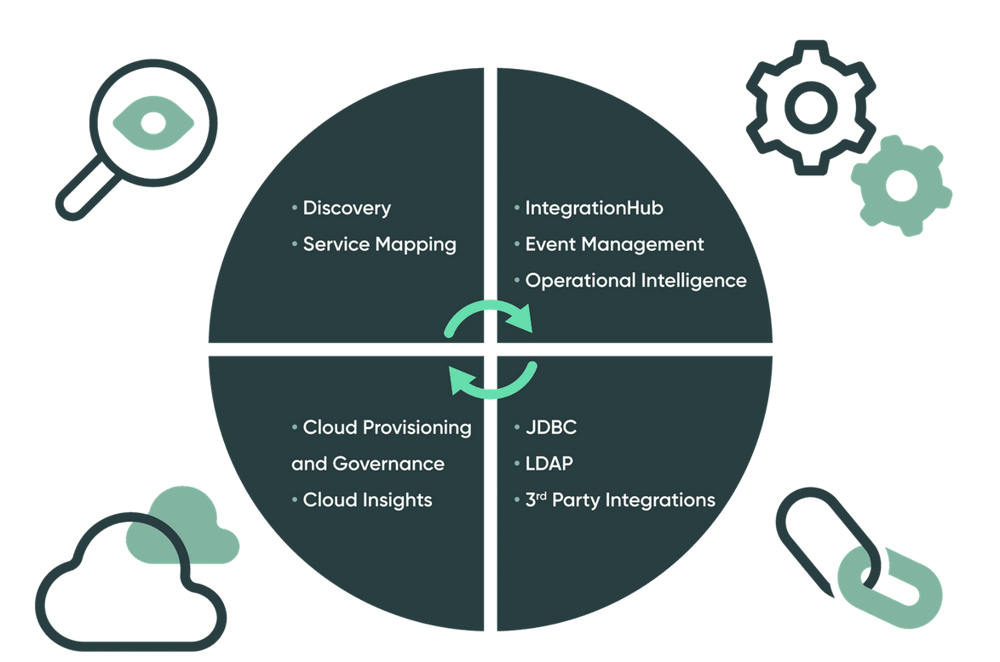 • Discovery
• Service Mapping
• IntegrationHub
• Event Management
• Operational Intelligence
• Cloud Provisioning
and Governance
• Cloud Insights
• JDBC
• LDAP
• 3rd Party Integrations